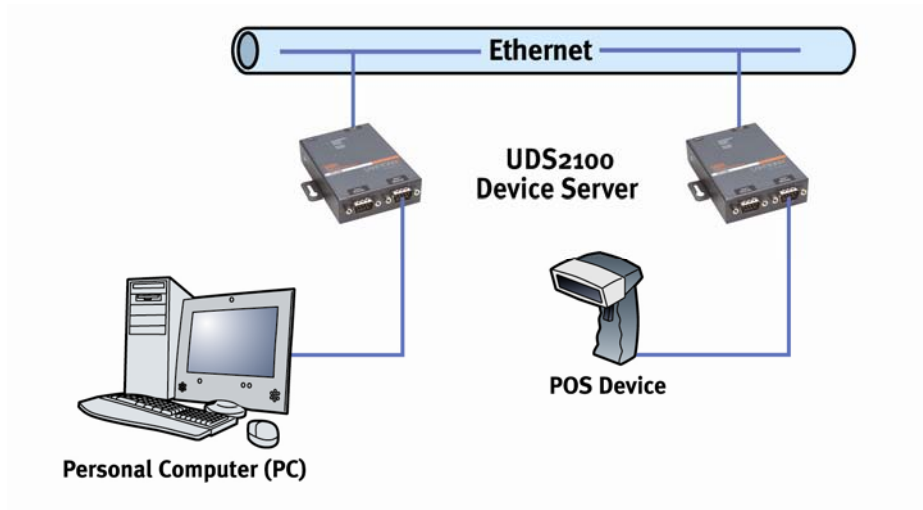 Ethernet
UDS2100
Device Server
POS Device
Personal Computer (PC)